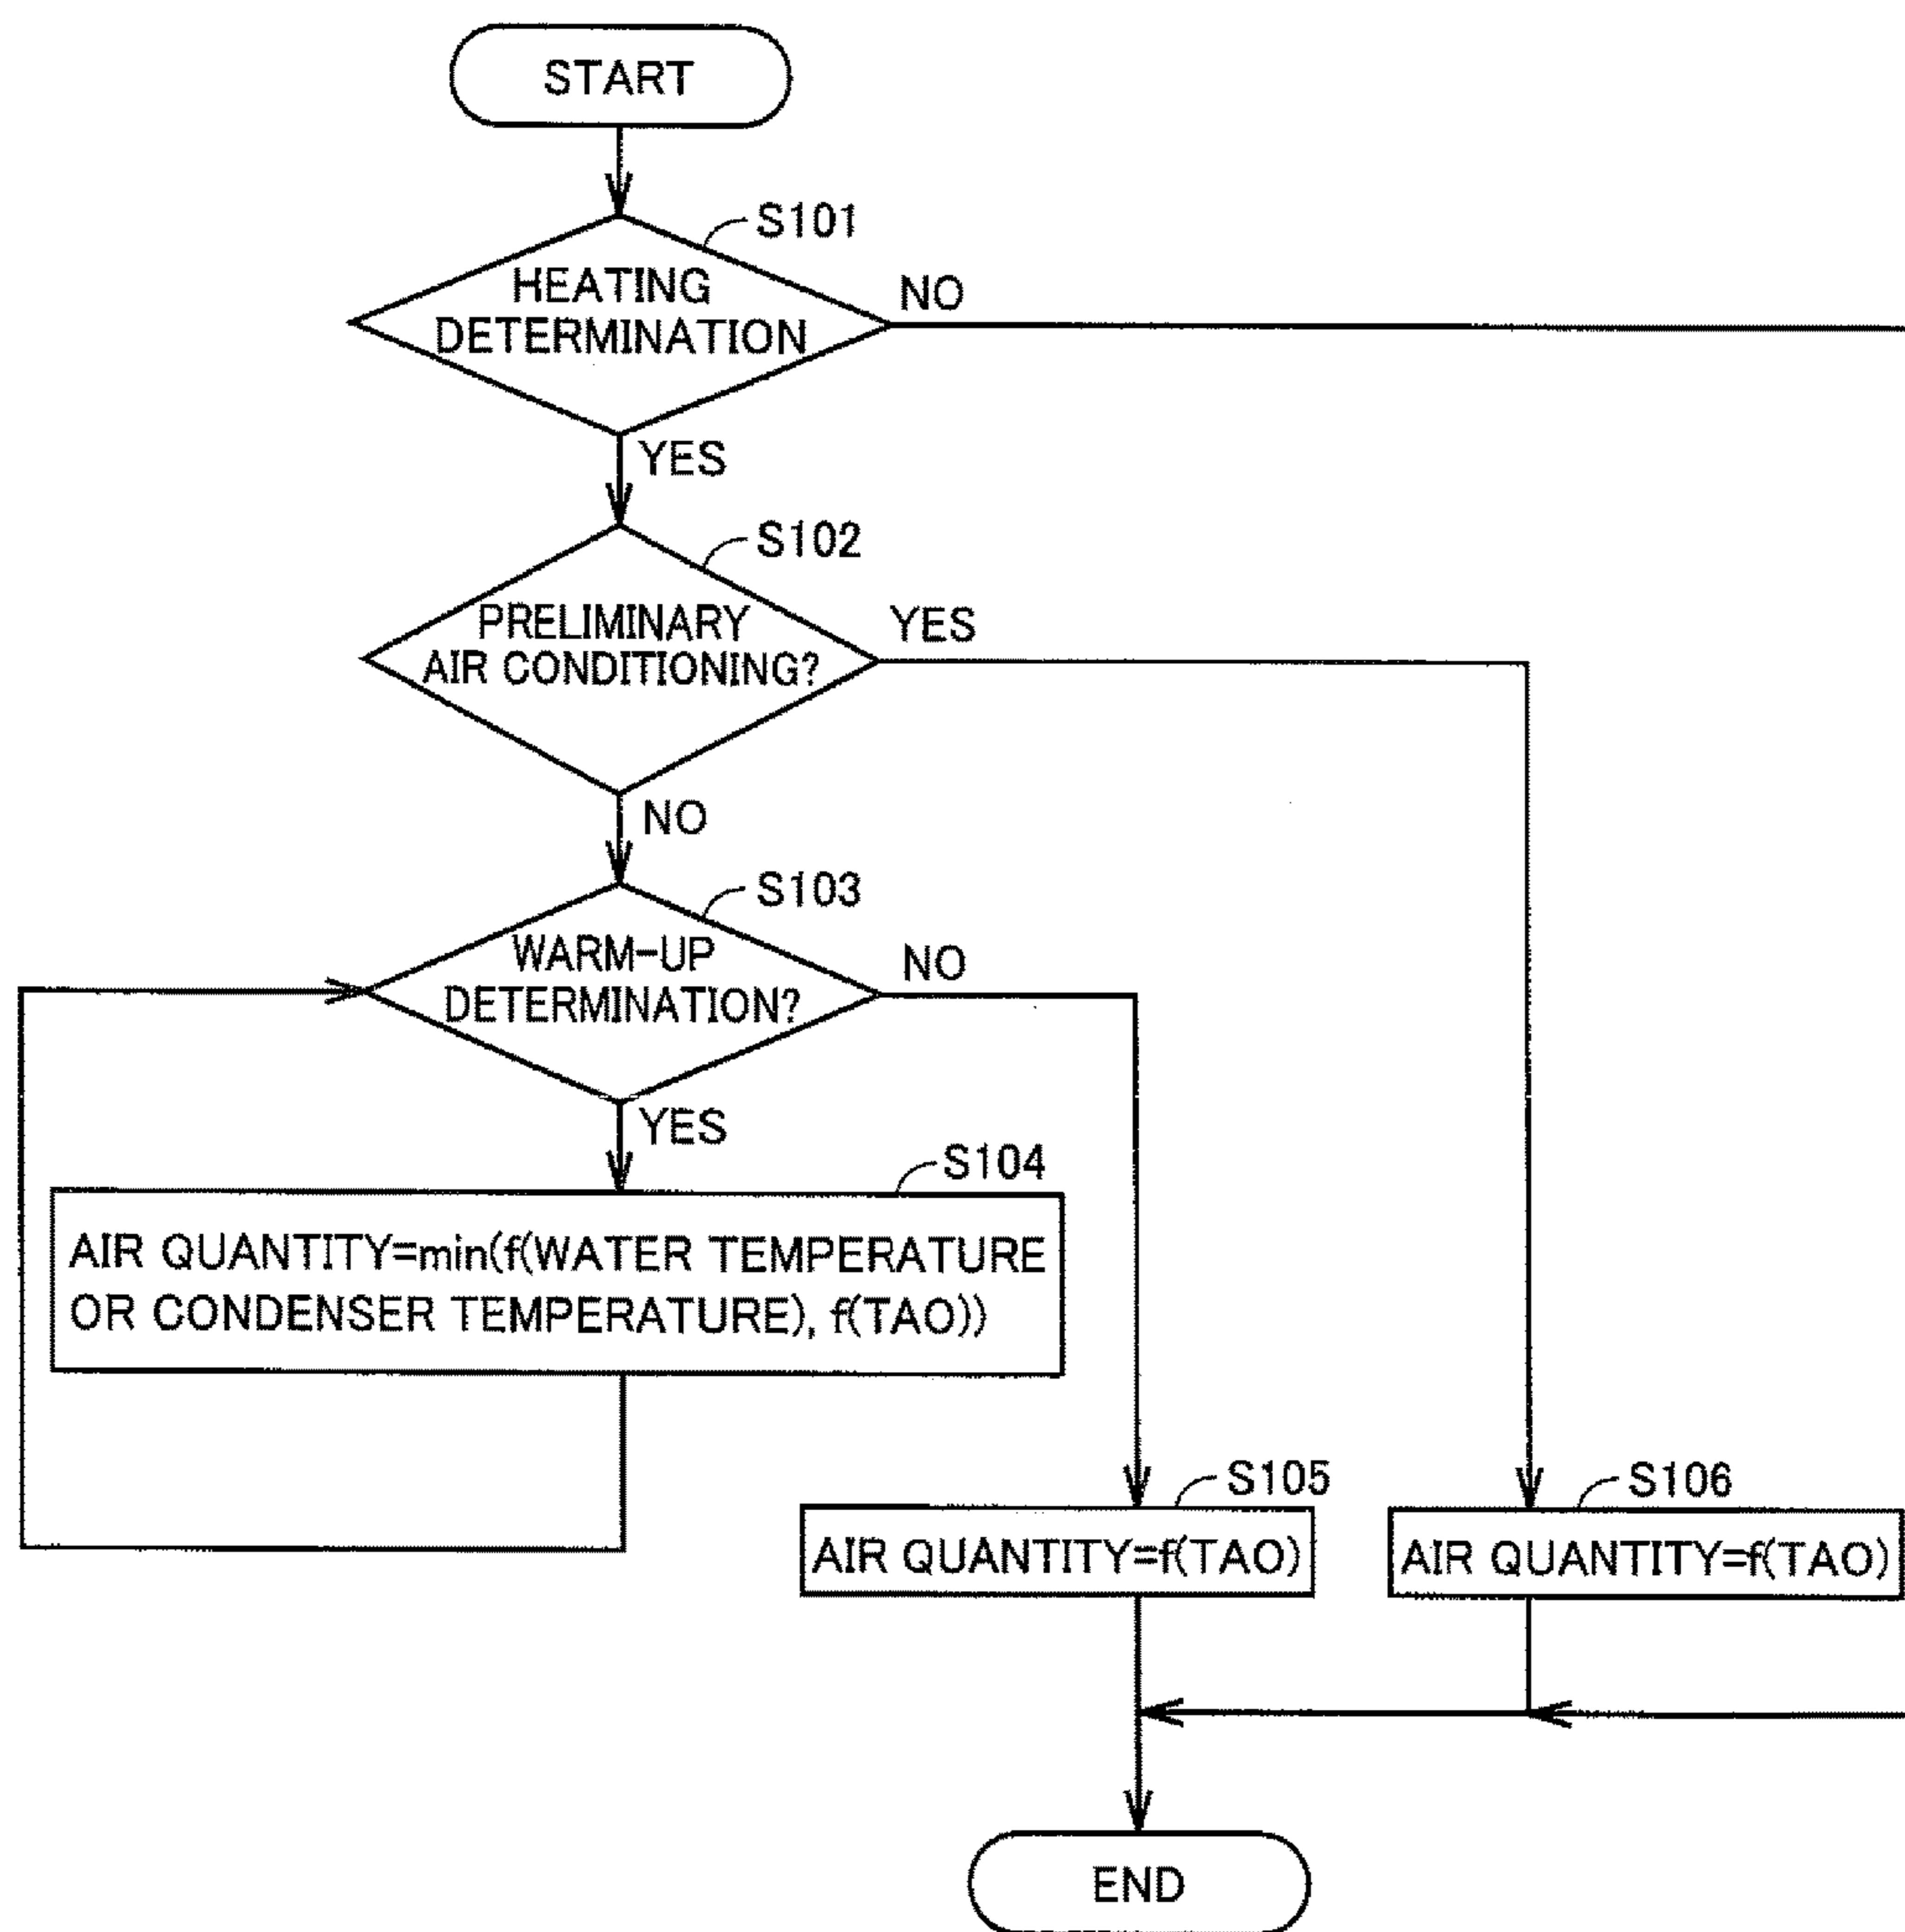 START
S101
HEATING
DETERMINATION
NO
YES
S102
PRELIMINARY
AIR CONDITIONING?
YES
NO
S103
WARM-UP
DETERMINATION?
NO
YES
S104
AIR QUANTITY=min(f(WATER TEMPERATURE
OR CONDENSER TEMPERATURE), f(TAO))
S105
AIR QUANTITY=f(TAO)
S106
AIR QUANTITY=f(TAO)
END